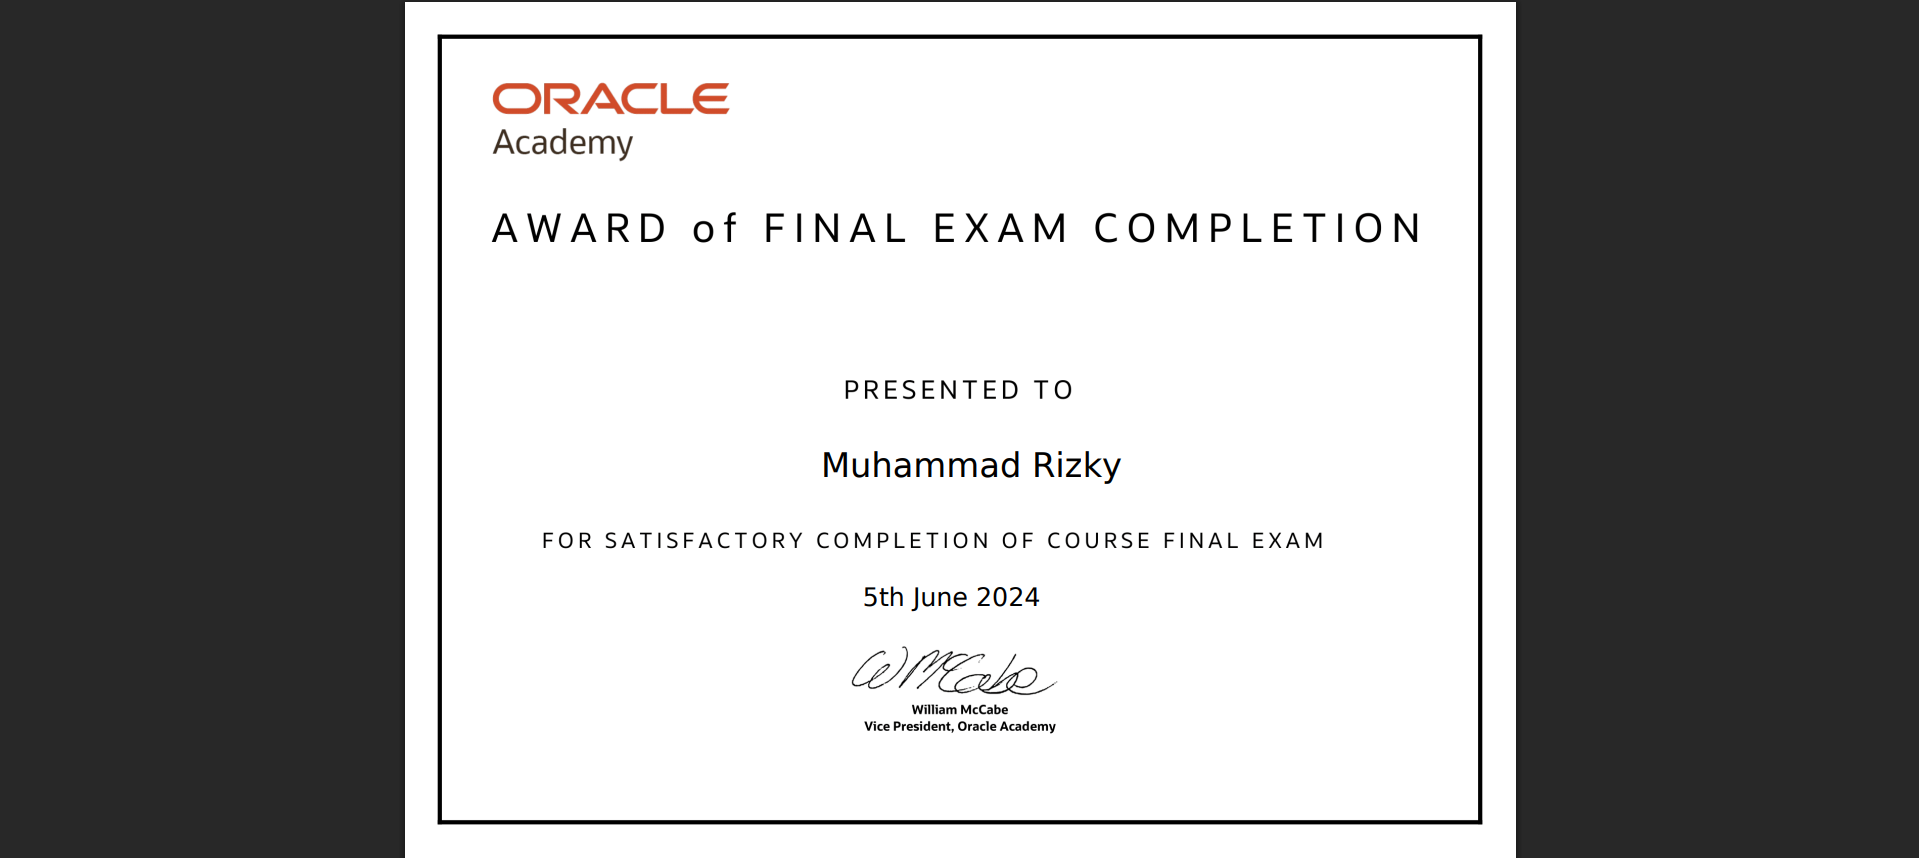 ORACLE
Academy
AWARD of FINAL EXAM COMPLETION
PRESENTED TO
Muhammad Rizky
FOR SATISFACTORY COMPLETION OF COURSE FINAL EXAM
5th June 2024
WMcCabe
William McCabe
Vice President, Oracle Academy